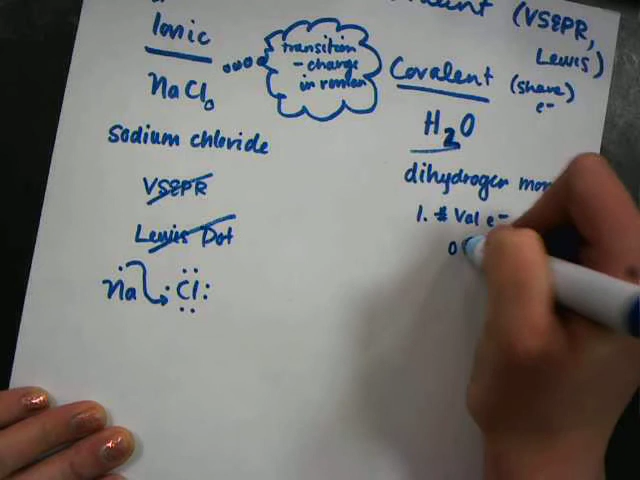 (VSEPR,
Lewis)
Ionic
transition
- change
in roman
Covalent (share)
e-
NaCl
H2O
Sodium chloride
dihydrogen
VSEPR
1. # Val e-
Lewis Dot
Na Cl